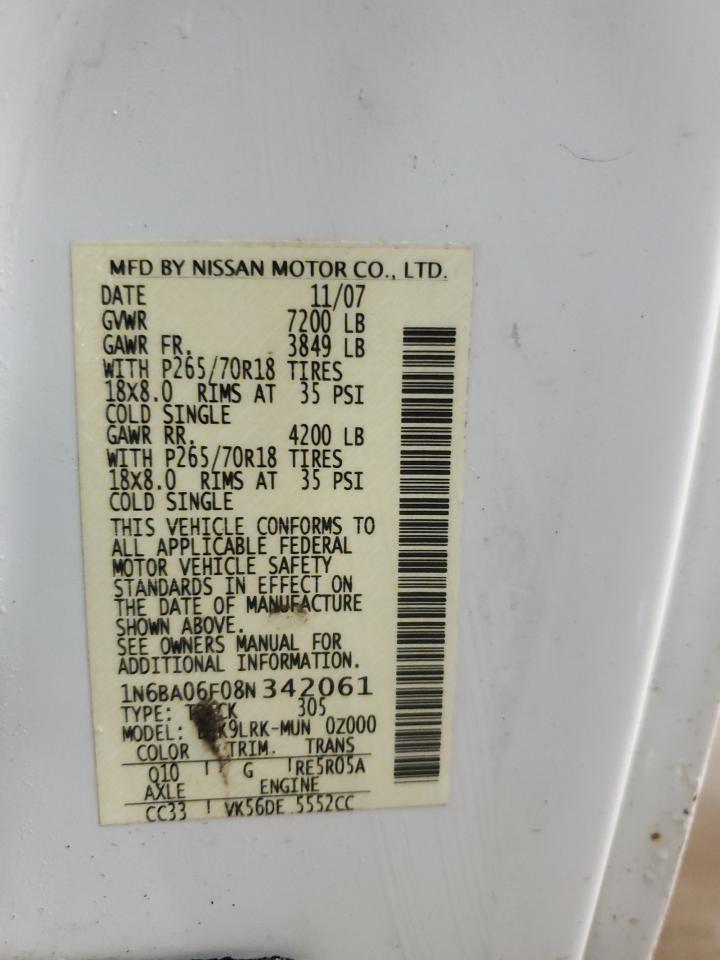 MFD BY NISSAN MOTOR CO., LTD.
DATE 11/07
GVWR 7200 LB
GAWR FR. 3849 LB
WITH P265/70R18 TIRES
18X8.0 RIMS AT 35 PSI
COLD SINGLE
GAWR RR. 4200 LB
WITH P265/70R18 TIRES
18X8.0 RIMS AT 35 PSI
COLD SINGLE
THIS VEHICLE CONFORMS TO
ALL APPLICABLE FEDERAL
MOTOR VEHICLE SAFETY
STANDARDS IN EFFECT ON
THE DATE OF MANUFACTURE
SHOWN ABOVE.
SEE OWNERS MANUAL FOR
ADDITIONAL INFORMATION.
1N6BA06F08N342061
TYPE: 305
MODEL: 0Z000
COLOR TRIM. TRANS
Q10 G RE5R05A
AXLE ENGINE
CC33 VK56DE 5552CC